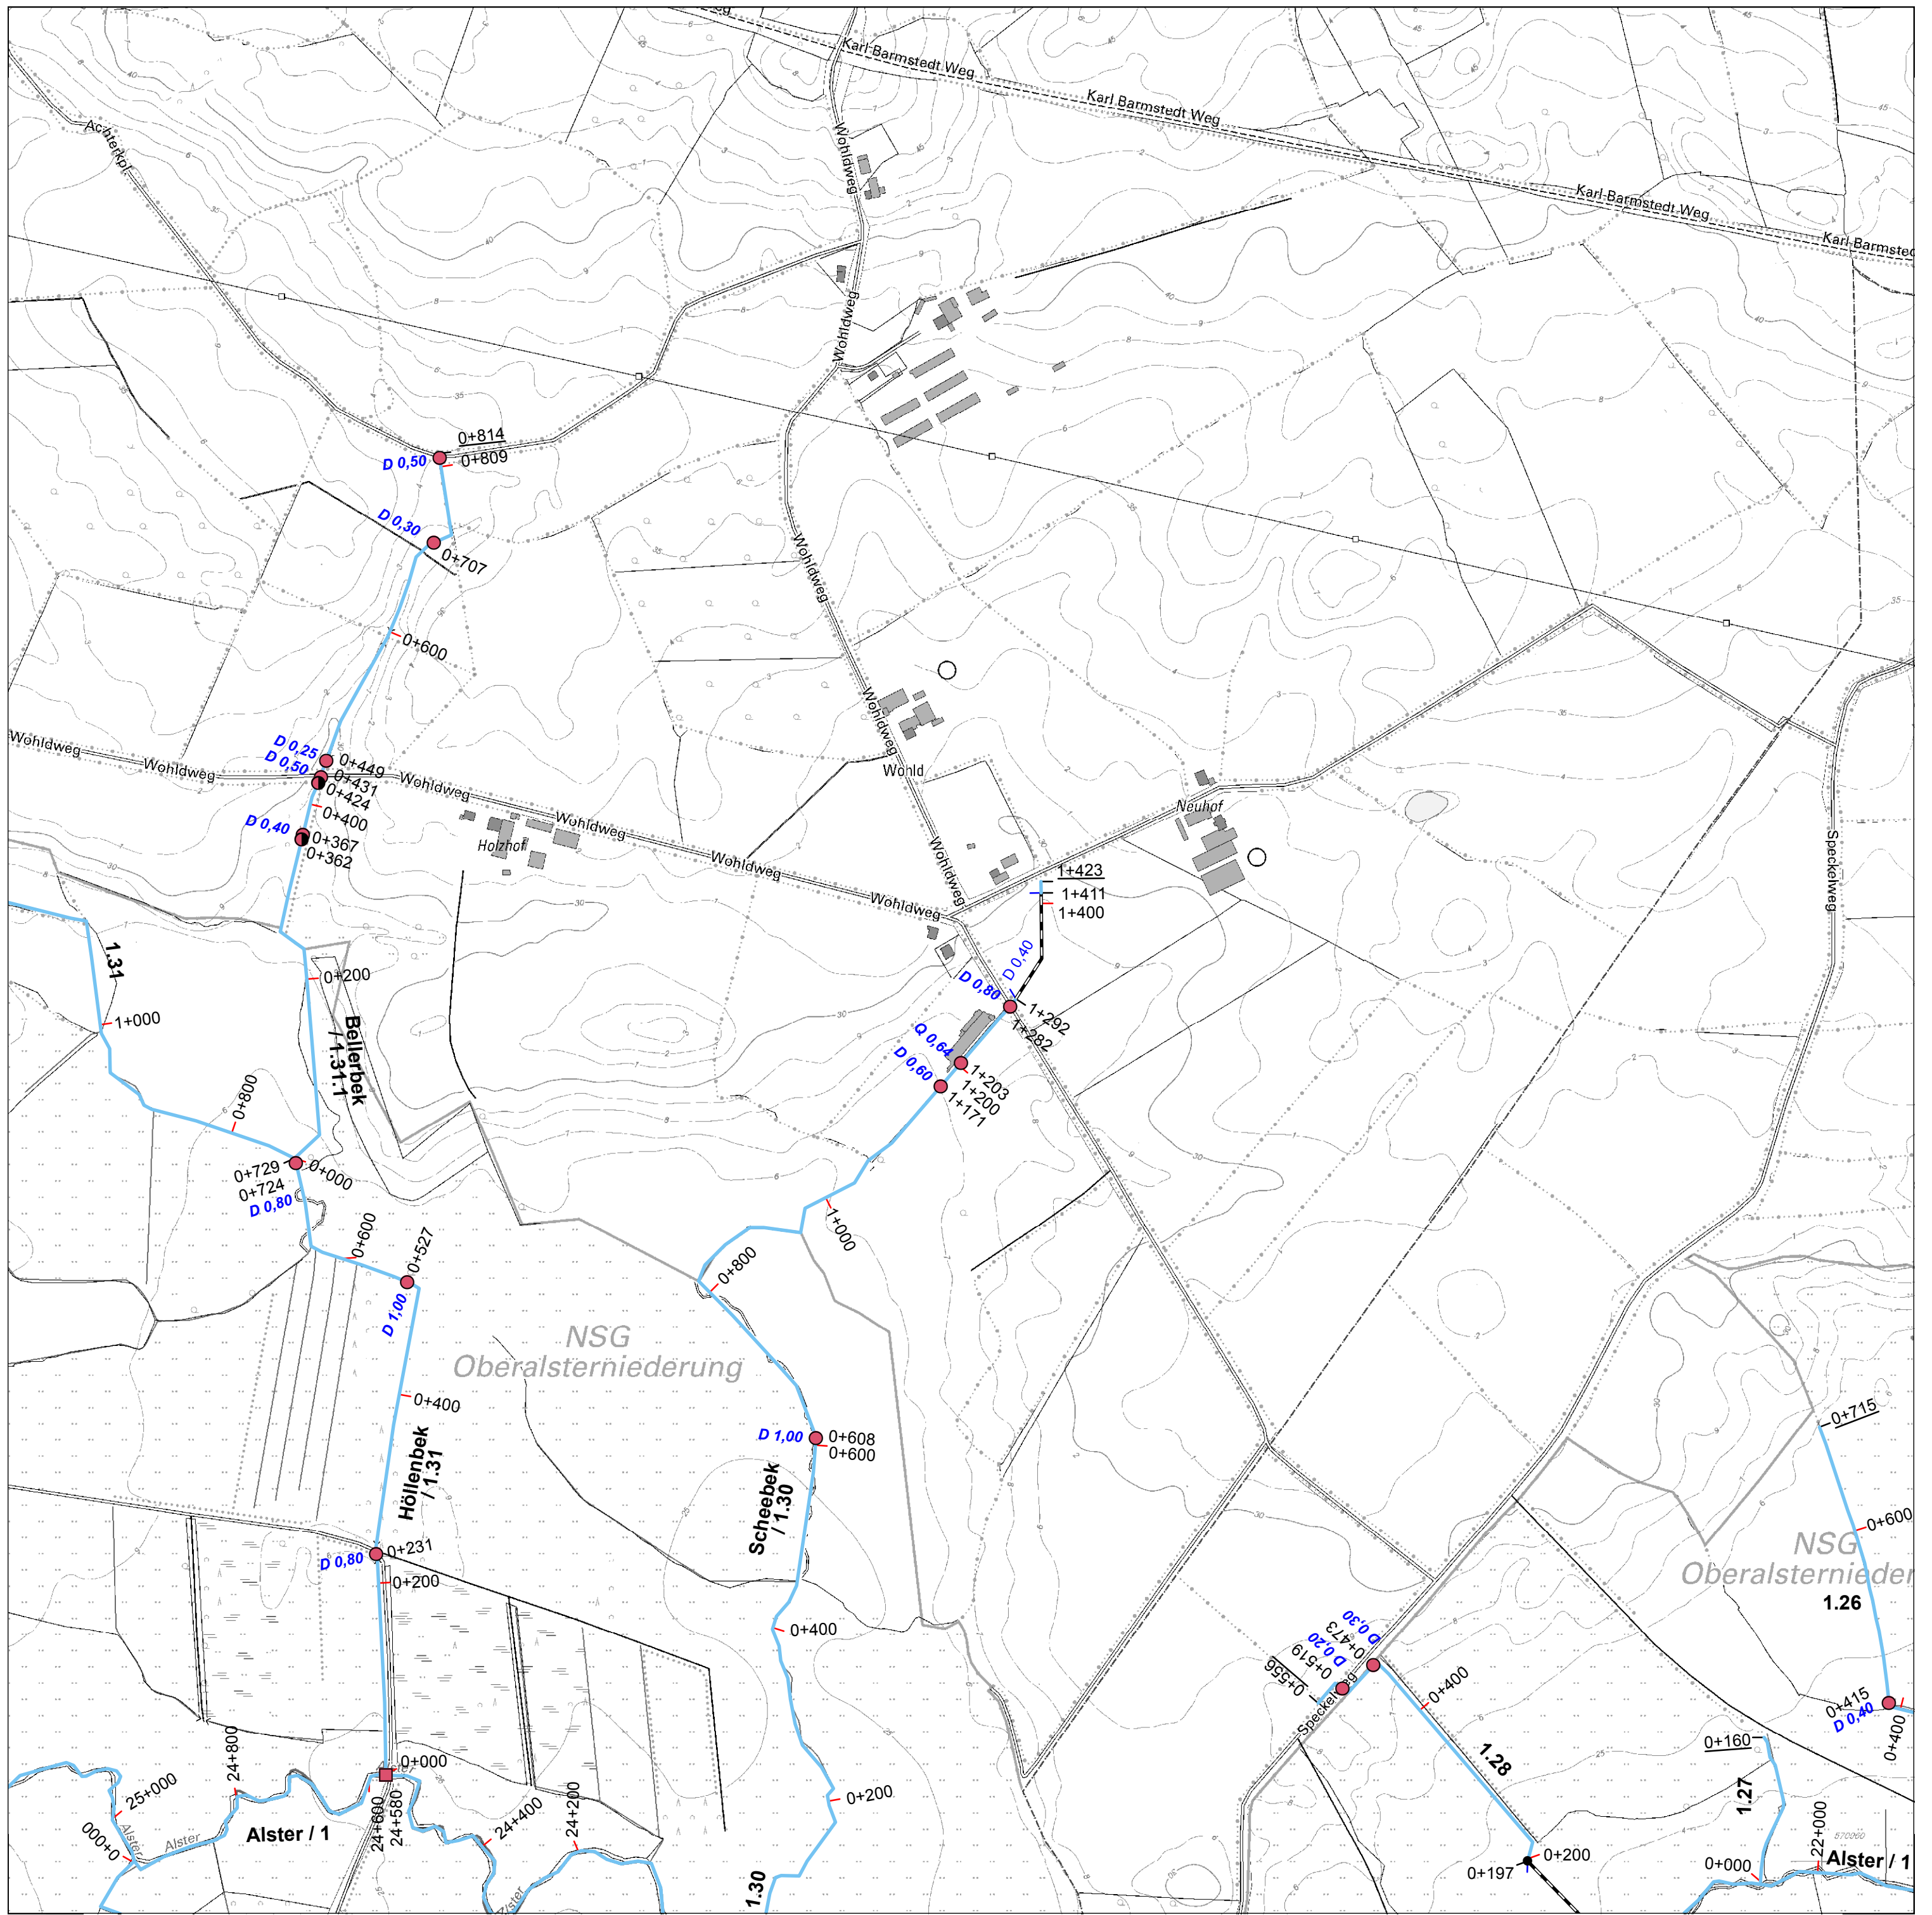 Karl Barmstedt Weg
Karl Barmstedt Weg
Karl Barmstedt Weg
Karl Barmsted
Achterkpf
Wohldweg
Wohldweg
0+814
D 0,50
0+809
D 0,30
0+707
Wohldweg
0+600
Wohldweg
Wohld
Wohldweg
Wohldweg
D 0,25
0+449
D 0,50
0+431
0+424
0+400
D 0,40
0+367
0+362
Wohldweg
Holzhof
Wohldweg
Wohldweg
Wohldweg
Wohldweg
Neuhof
Speckelweg
1+423
1+411
1+400
D 0,40
D 0,80
1+292
1+282
Q 0,64
D 0,60
1+203
1+200
1+171
1.31
0+200
1+000
Bellerbek
/ 1.31.1
0+800
0+729
0+000
0+724
D 0,80
0+600
0+527
D 1,00
1+000
0+800
NSG
Oberalsterniederung
0+400
Höllenbek
/ 1.31
D 1,00
0+608
0+600
Scheebek
/ 1.30
D 0,80
0+231
0+200
0+400
0+715
0+600
NSG
Oberalsternieder
1.26
D 0,30
0+473
D 0,20
0+519
0+556
Speckelweg
0+400
1.28
0+415
D 0,40
0+400
0+160
1.27
0+000
24+800
25+000
24+600
24+580
24+400
24+200
0+200
0+000
Alster
Alster
Alster / 1
Alster
1.30
0+197
0+200
0+000
22+000
570960
Alster / 1